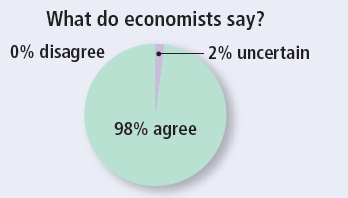 What do economists say?
0% disagree
2% uncertain
98% agree